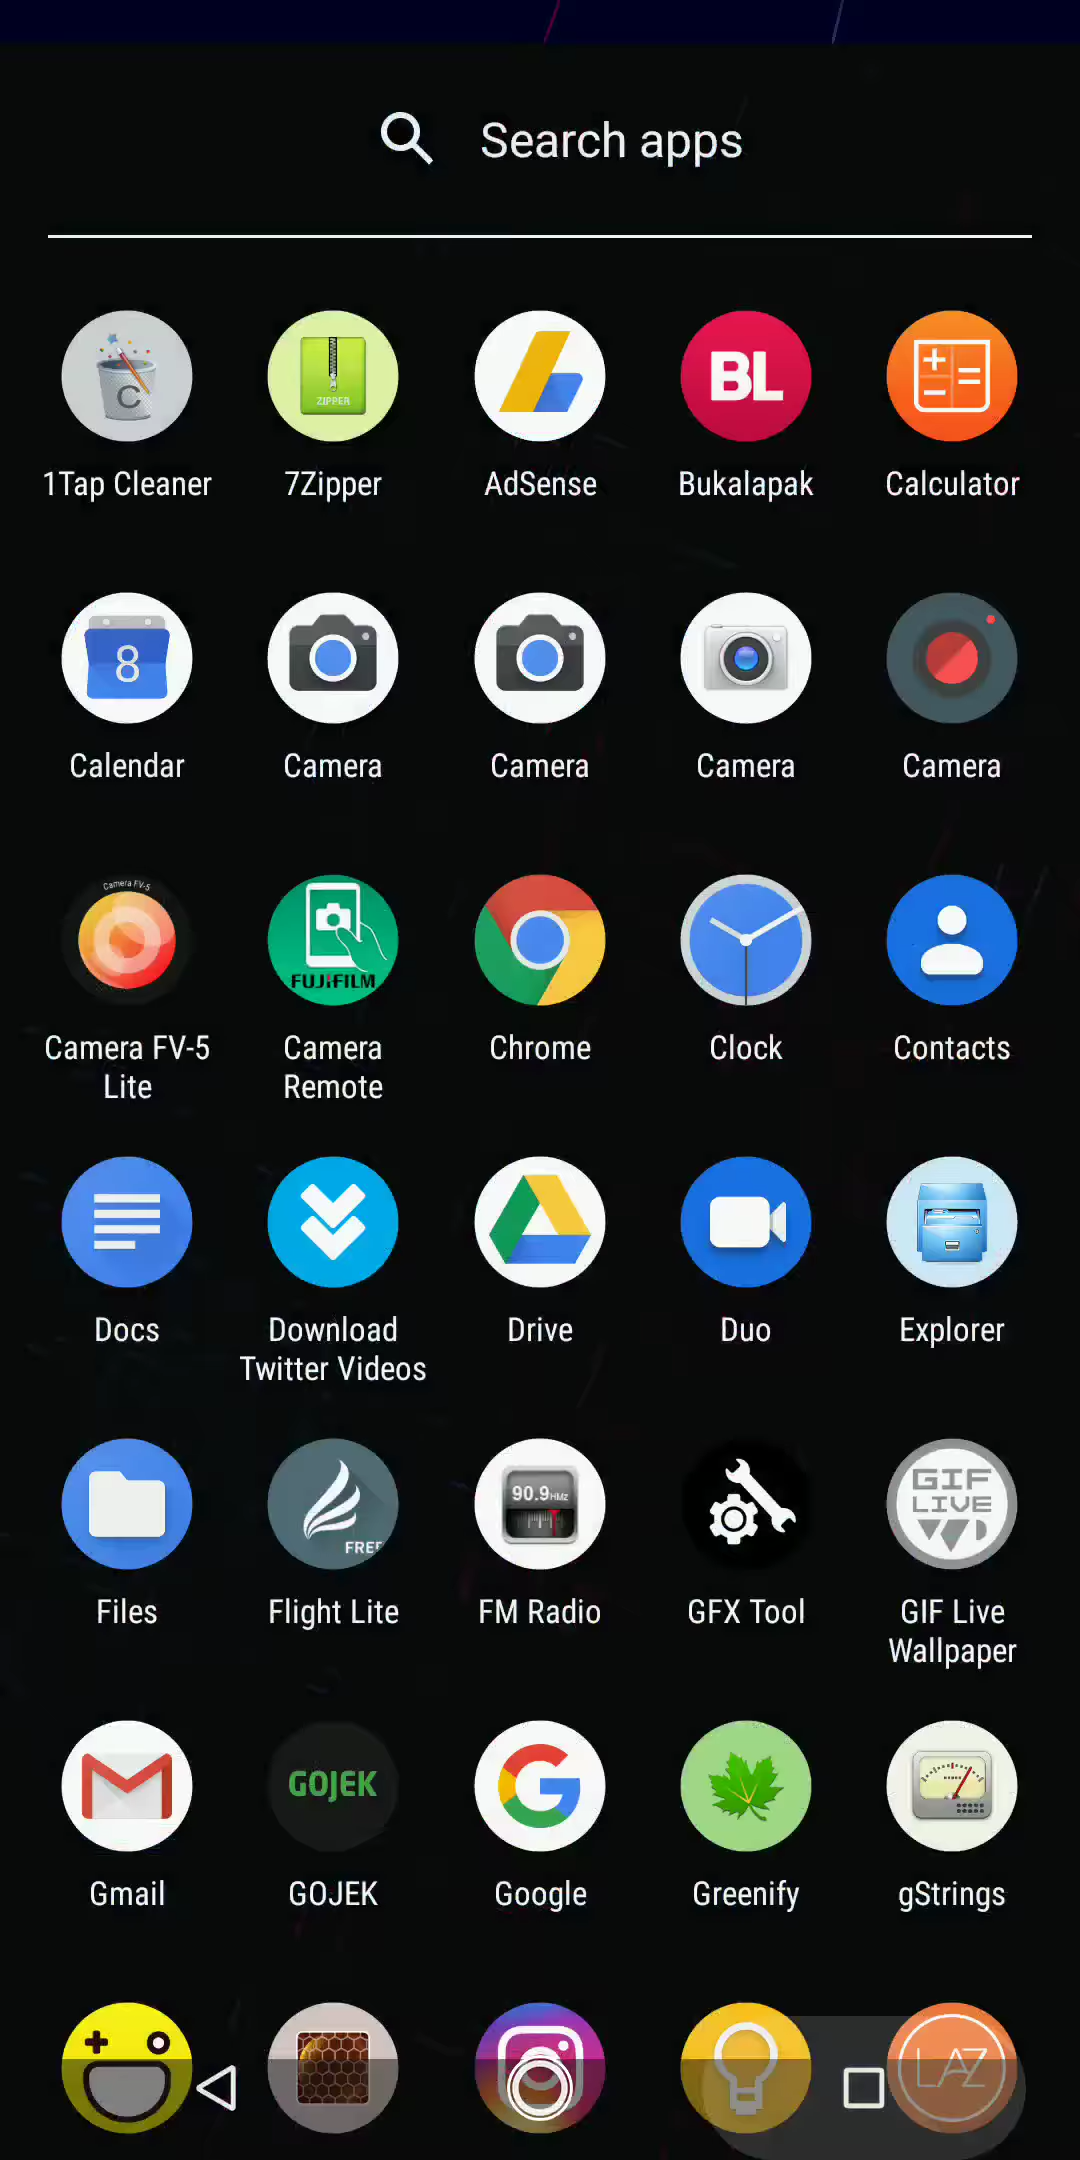 Search apps
BL
C
ZIPPER
1Tap Cleaner
7Zipper
AdSense
Bukalapak
Calculator
8
Calendar
Camera
Camera
Camera
Camera
Camera FV-5
FUJIFILM
Camera FV-5
Lite
Camera
Remote
Chrome
Clock
Contacts
Docs
Download
Twitter Videos
Drive
Duo
Explorer
90.9HMz
FREE
GIF
LIVE
Files
Flight Lite
FM Radio
GFX Tool
GIF Live
Wallpaper
GOJEK
G
Gmail
GOJEK
Google
Greenify
gStrings
LAZ